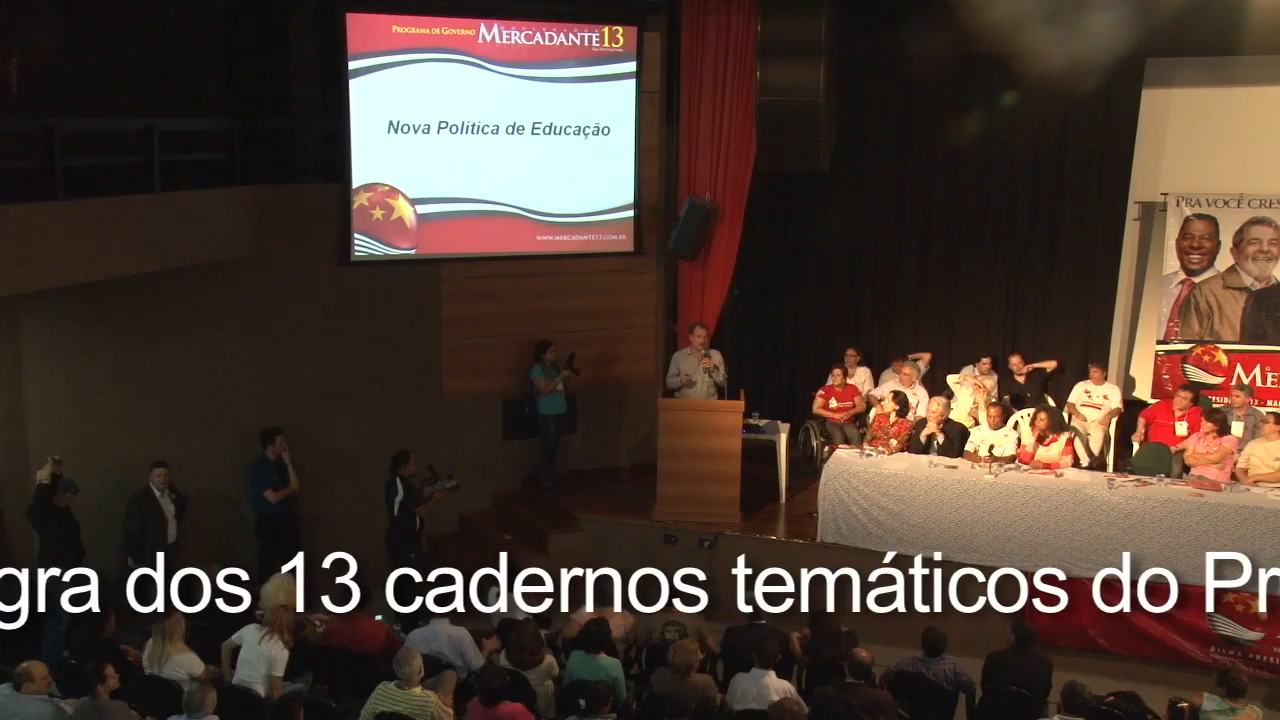 PROGRAMA DE GOVERNO
MERCADANTE13
Nova Política de Educação
WWW.MERCADANTE13.COM.BR
PRA VOCÊ CRES
gra dos 13 cadernos temáticos do Pr